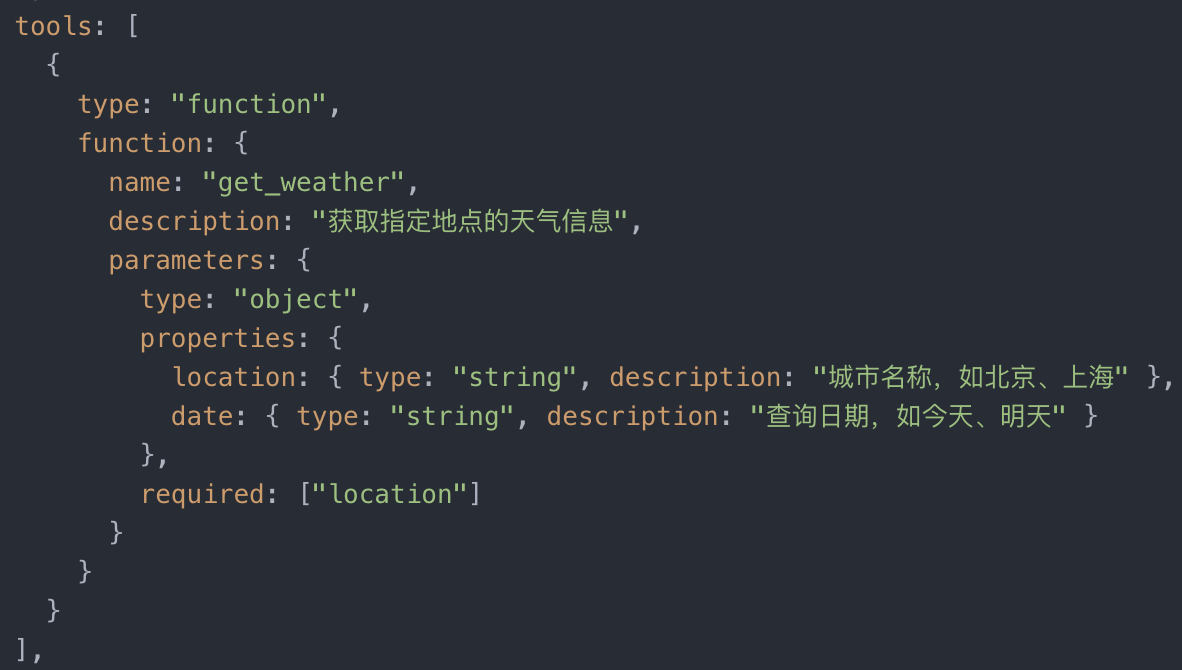 tools: [
{
type: "function",
function: {
name: "get_weather",
description: "获取指定地点的天气信息",
parameters: {
type: "object",
properties: {
location: { type: "string", description: "城市名称，如北京、上海" },
date: { type: "string", description: "查询日期，如今天、明天" }
},
required: ["location"]
}
}
}
],